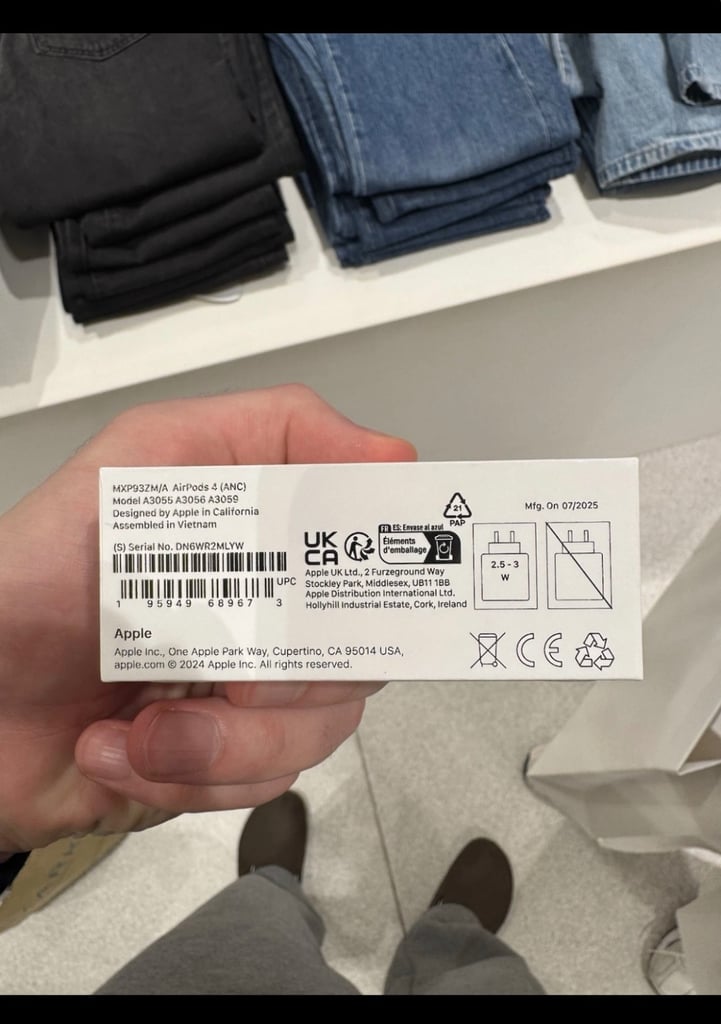 MXP93ZM/A AirPods 4 (ANC)
Model A3055 A3056 A3059
Designed by Apple in California
Assembled in Vietnam
(S) Serial No. DN6WR2MLYW
UPC
1 95949 68967 3
Apple
Apple Inc., One Apple Park Way, Cupertino, CA 95014 USA,
apple.com © 2024 Apple Inc. All rights reserved.
UK
CA
FR ES: Envase al azul
Éléments
d'emballage
21
PAP
Apple UK Ltd., 2 Furzeground Way
Stockley Park, Middlesex, UB11 1BB
Apple Distribution International Ltd.
Hollyhill Industrial Estate, Cork, Ireland
Mfg. On 07/2025
2.5 - 3
W
CE